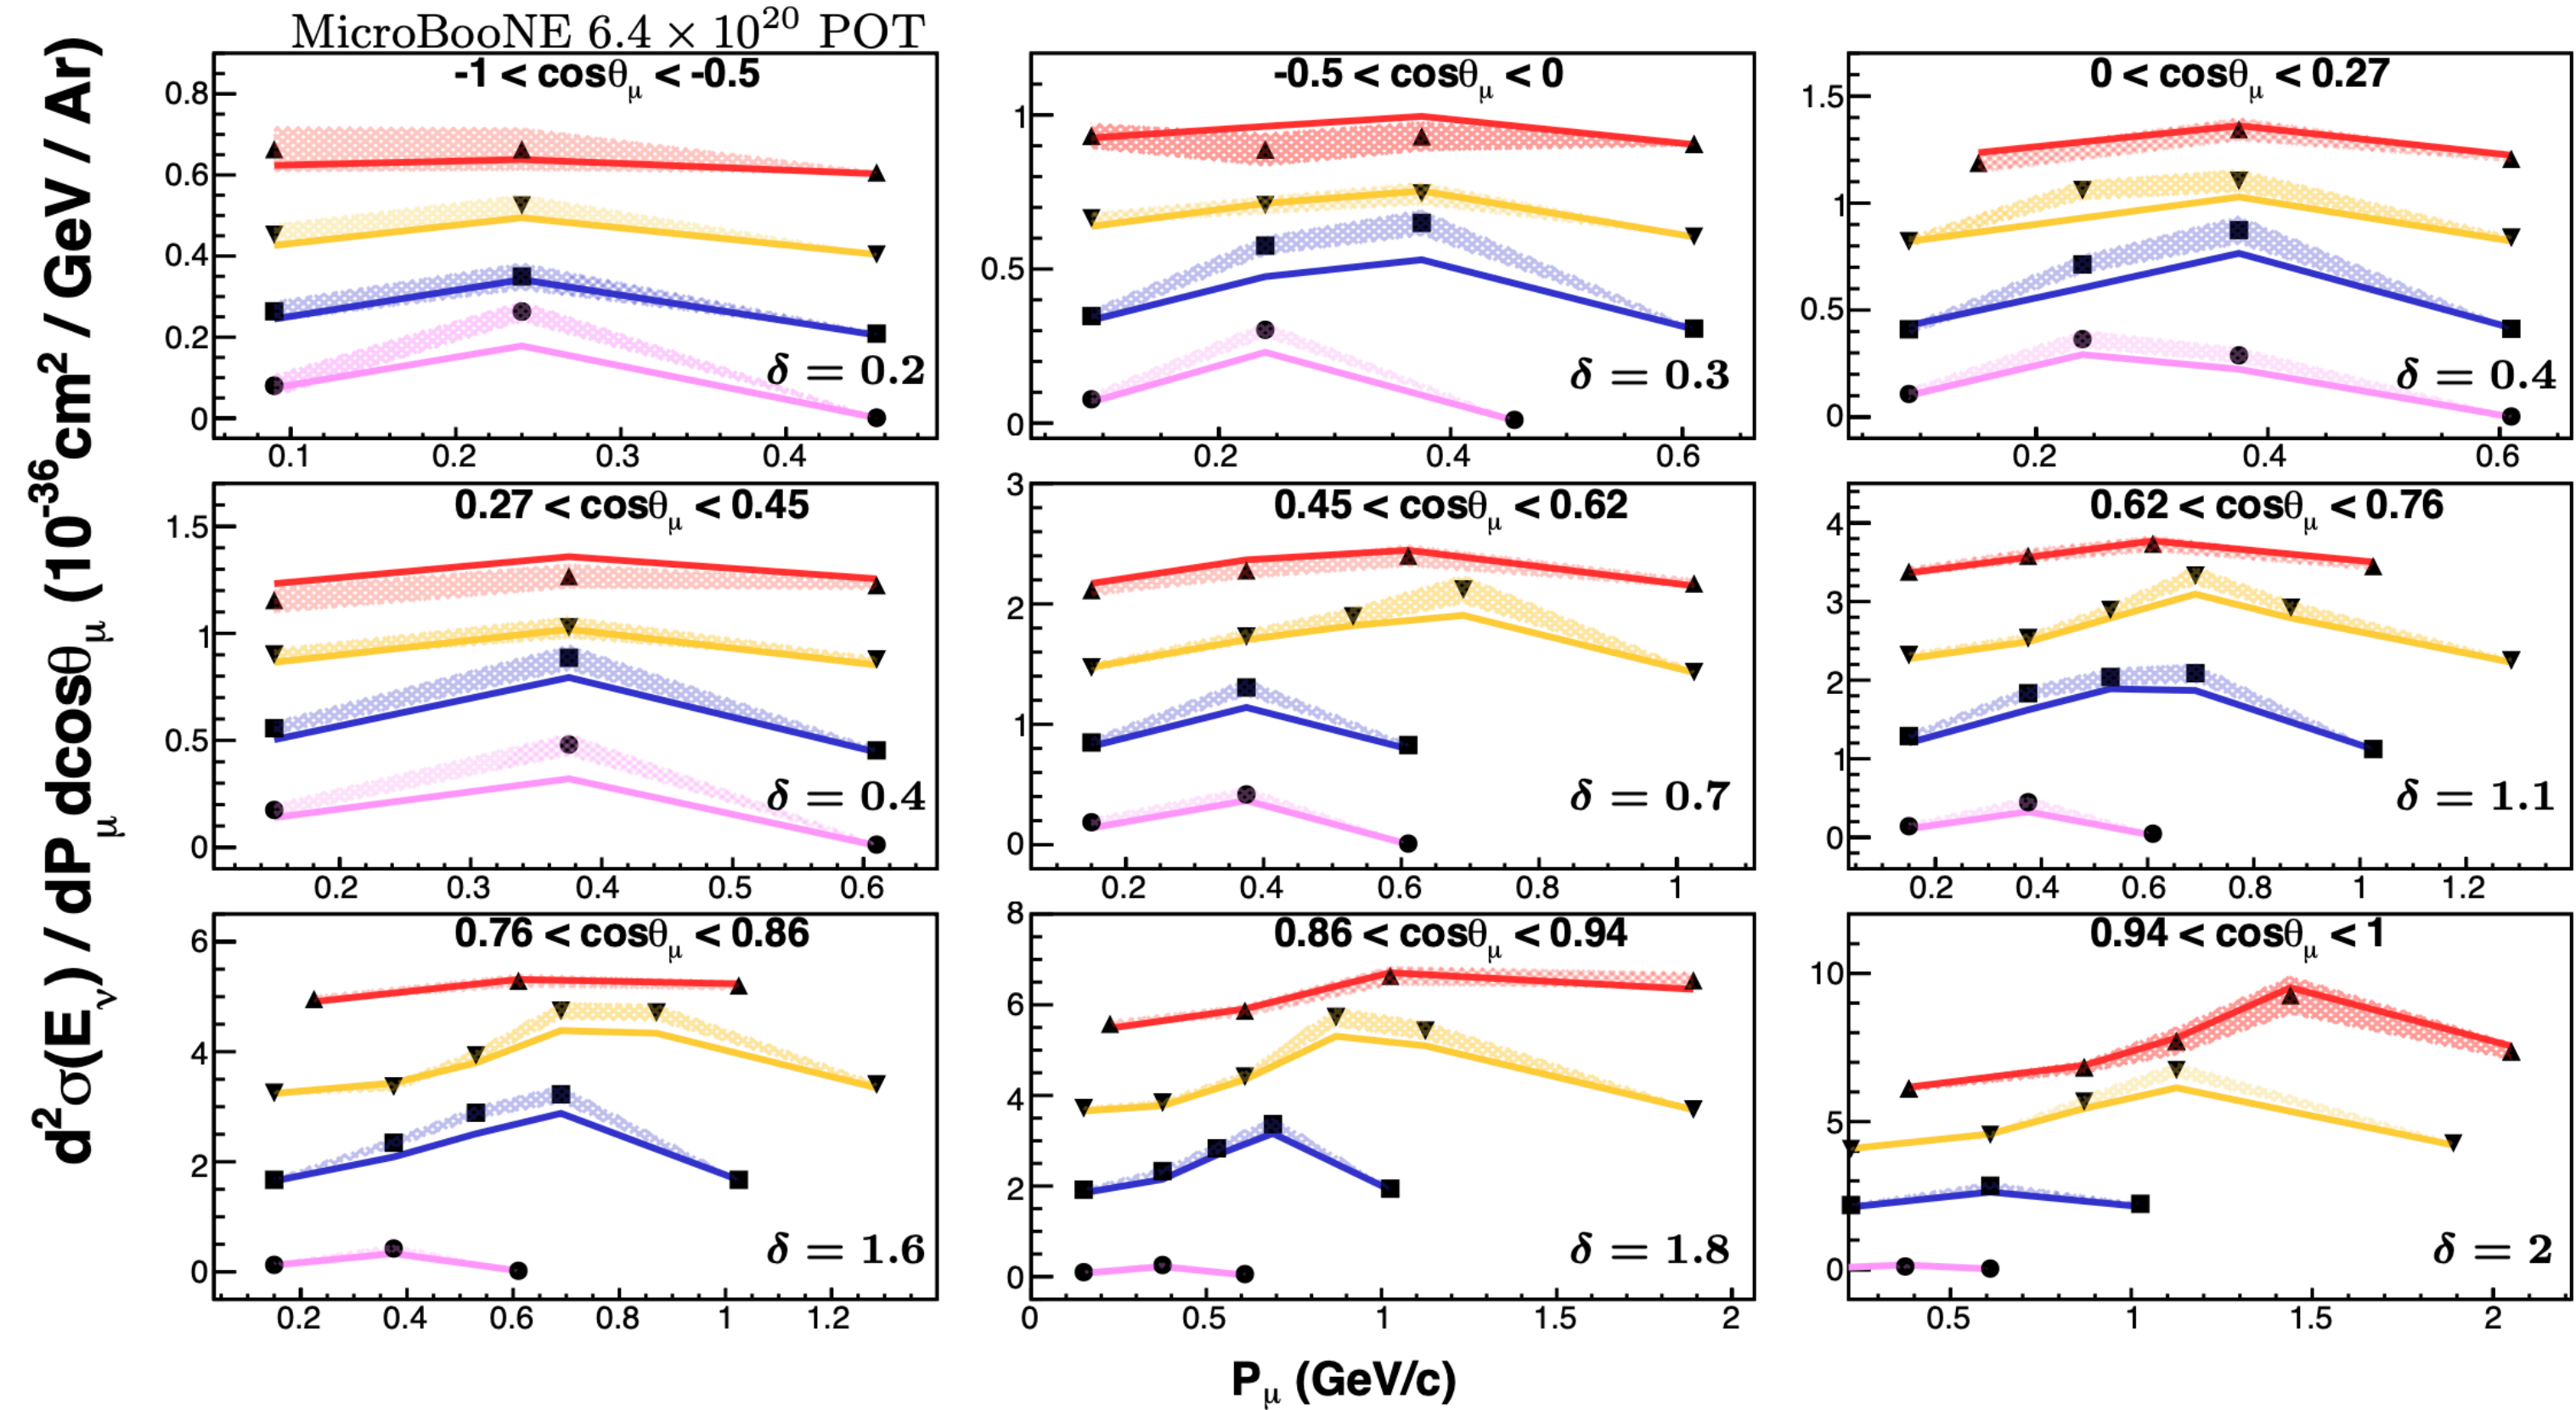 MicroBooNE 6.4 × 10²⁰ POT
d²σ(Eᵥ) / dP_μ dcosθ_μ (10⁻³⁶cm² / GeV / Ar)
-1 < cosθ_μ < -0.5
0.8
0.6
0.4
0.2
0
δ = 0.2
0.1 0.2 0.3 0.4
-0.5 < cosθ_μ < 0
1
0.5
0
δ = 0.3
0.2 0.4 0.6
0 < cosθ_μ < 0.27
1.5
1
0.5
0
δ = 0.4
0.2 0.4 0.6
0.27 < cosθ_μ < 0.45
1.5
1
0.5
0
δ = 0.4
0.2 0.3 0.4 0.5 0.6
0.45 < cosθ_μ < 0.62
3
2
1
0
δ = 0.7
0.2 0.4 0.6 0.8 1
0.62 < cosθ_μ < 0.76
4
3
2
1
0
δ = 1.1
0.2 0.4 0.6 0.8 1 1.2
0.76 < cosθ_μ < 0.86
6
4
2
0
δ = 1.6
0.2 0.4 0.6 0.8 1 1.2
0.86 < cosθ_μ < 0.94
8
6
4
2
0
δ = 1.8
0 0.5 1 1.5 2
0.94 < cosθ_μ < 1
10
5
0
δ = 2
0.5 1 1.5 2
P_μ (GeV/c)